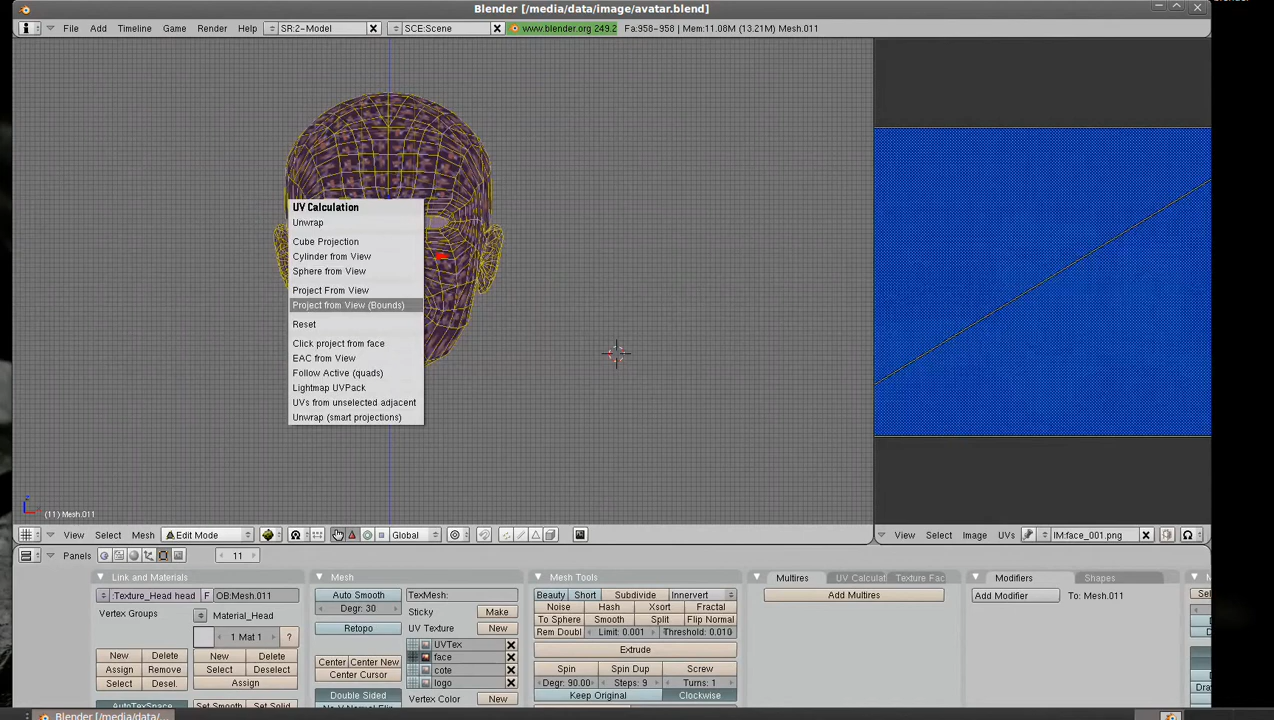 Blender [/media/data/image/avatar.blend]
File Add Timeline Game Render Help SR:2-Model SCE:Scene www.blender.org 249.2 Fa:958-958 | Mem:11.08M (13.21M) Mesh.011
UV Calculation
Unwrap
Cube Projection
Cylinder from View
Sphere from View
Project From View
Project from View (Bounds)
Reset
Click project from face
EAC from View
Follow Active (quads)
Lightmap UVPack
UVs from unselected adjacent
Unwrap (smart projections)
(11) Mesh.011
View Select Mesh Edit Mode Global
View Select Image UVs IM:face_001.png
Panels 11
Link and Materials
:Texture_Head head F OB:Mesh.011
Vertex Groups
Material_Head
1 Mat 1 ?
New Delete New Delete
Assign Remove Select Deselect
Select Desel. Assign
AutoTexSpace Set Smooth Set Solid
Mesh
Auto Smooth
Degr: 30
Retopo
Center Center New
Center Cursor
Double Sided
No V.Normal Flip
TexMesh:
Sticky Make
UV Texture New
UVTex
face
cote
logo
Vertex Color New
Mesh Tools
Beauty Short Subdivide Innervert
Noise Hash Xsort Fractal
To Sphere Smooth Split Flip Normal
Rem Doubl Limit: 0.001 Threshold: 0.010
Extrude
Spin Spin Dup Screw
Degr: 90.00 Steps: 9 Turns: 1
Keep Original Clockwise
Multires UV Calculat Texture Fac
Add Multires
Modifiers Shapes
Add Modifier To: Mesh.011
Blender [/media/data/...